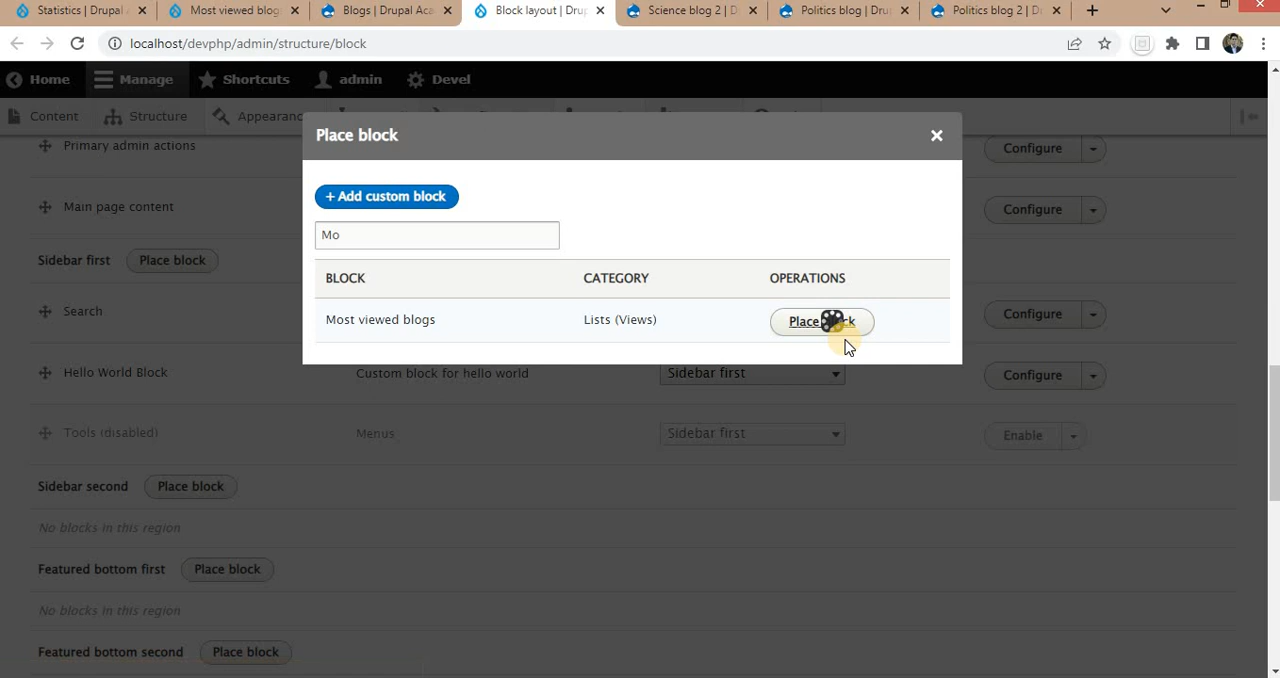 Statistics | Drupal
Most viewed blog
Blogs | Drupal Aca
Block layout | Drup
Science blog 2 | D
Politics blog | Dru
Politics blog 2 | D
localhost/devphp/admin/structure/block
Home Manage Shortcuts admin Devel
Content Structure Appearanc
Place block
Primary admin actions Configure
+ Add custom block
Main page content Configure
Mo
Sidebar first Place block
BLOCK CATEGORY OPERATIONS
Search Configure
Most viewed blogs Lists (Views) Place
Hello World Block Custom block for hello world Sidebar first Configure
Tools (disabled) Menus Sidebar first Enable
Sidebar second Place block
No blocks in this region
Featured bottom first Place block
No blocks in this region
Featured bottom second Place block